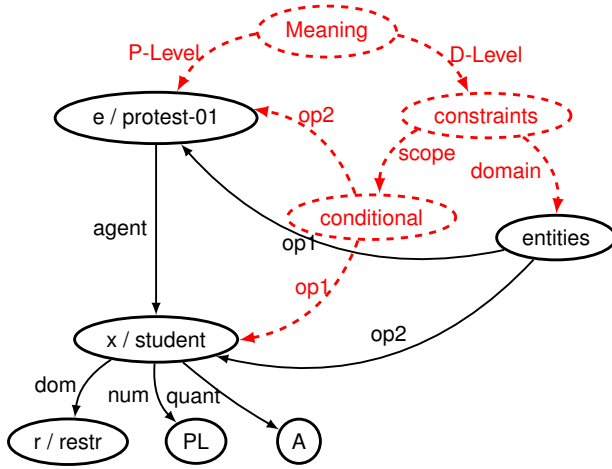 Meaning
P-Level
D-Level
e / protest-01
op2
constraints
scope
domain
conditional
agent
op1
entities
op1
x / student
op2
dom
num
quant
r / restr
PL
A